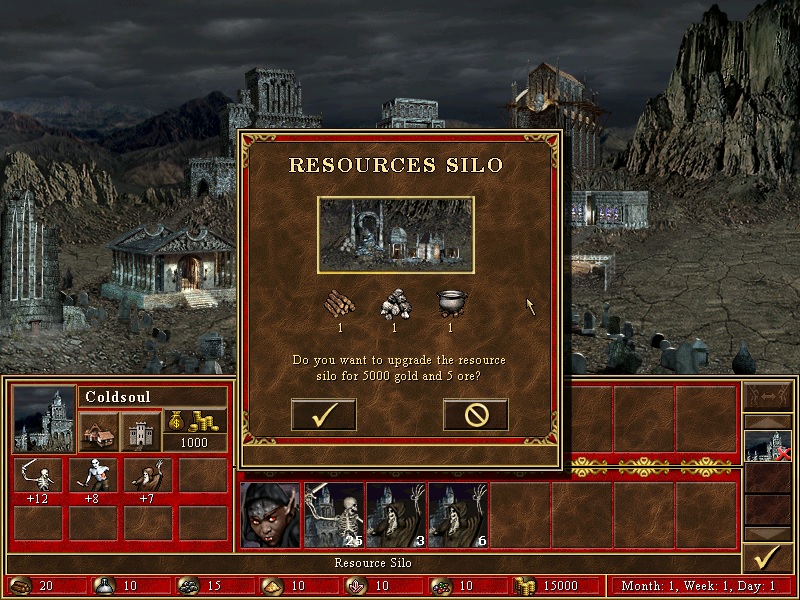 RESOURCES SILO
1 1 1
Do you want to upgrade the resource
silo for 5000 gold and 5 ore?
Coldsoul
1000
+12 +8 +7
25 3 6
Resource Silo
20 10 15 10 10 10 15000 Month: 1, Week: 1, Day: 1